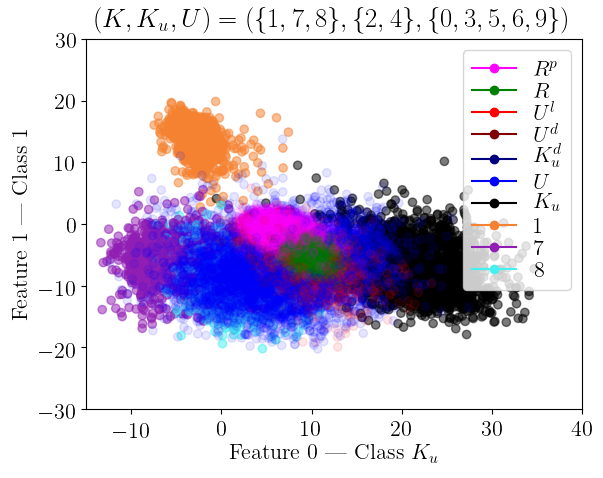 (K, K_u, U) = ({1, 7, 8}, {2, 4}, {0, 3, 5, 6, 9})
30
20
10
0
−10
−20
−30
Feature 1 — Class 1
R^p
R
U^l
U^d
K_u^d
U
K_u
1
7
8
−10 0 10 20 30 40
Feature 0 — Class K_u